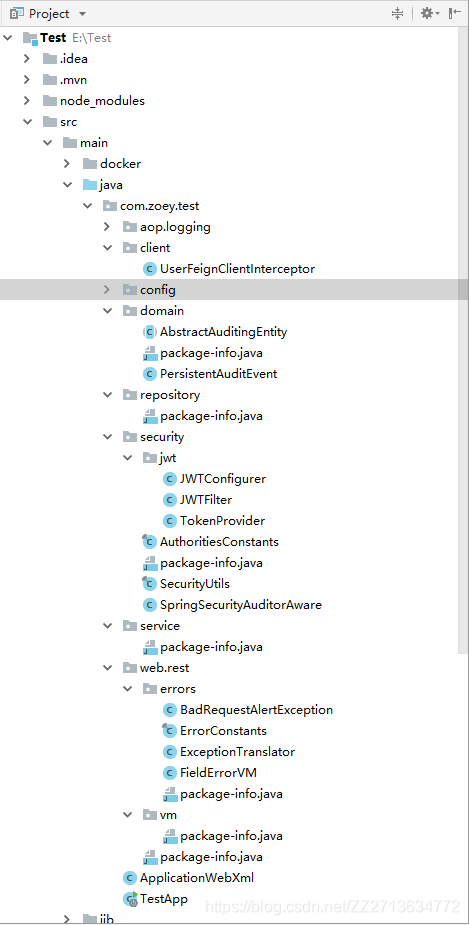 Project
Test E:\Test
.idea
.mvn
node_modules
src
main
docker
java
com.zoey.test
aop.logging
client
UserFeignClientInterceptor
config
domain
AbstractAuditingEntity
package-info.java
PersistentAuditEvent
repository
package-info.java
security
jwt
JWTConfigurer
JWTFilter
TokenProvider
AuthoritiesConstants
package-info.java
SecurityUtils
SpringSecurityAuditorAware
service
package-info.java
web.rest
errors
BadRequestAlertException
ErrorConstants
ExceptionTranslator
FieldErrorVM
package-info.java
vm
package-info.java
package-info.java
ApplicationWebXml
TestApp
https://blog.csdn.net/ZZ2713634772
jib